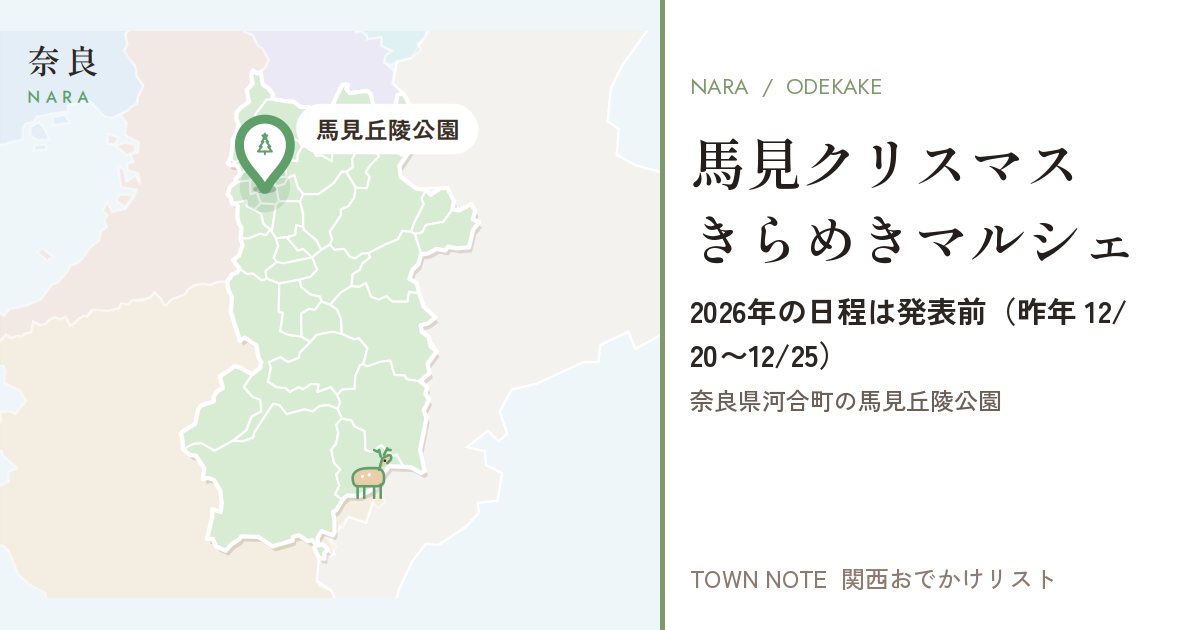 奈良
NARA
馬見丘陵公園
NARA / ODEKAKE
馬見クリスマス
きらめきマルシェ
2026年の日程は発表前（昨年 12/
20〜12/25）
奈良県河合町の馬見丘陵公園
TOWN NOTE 関西おでかけリスト